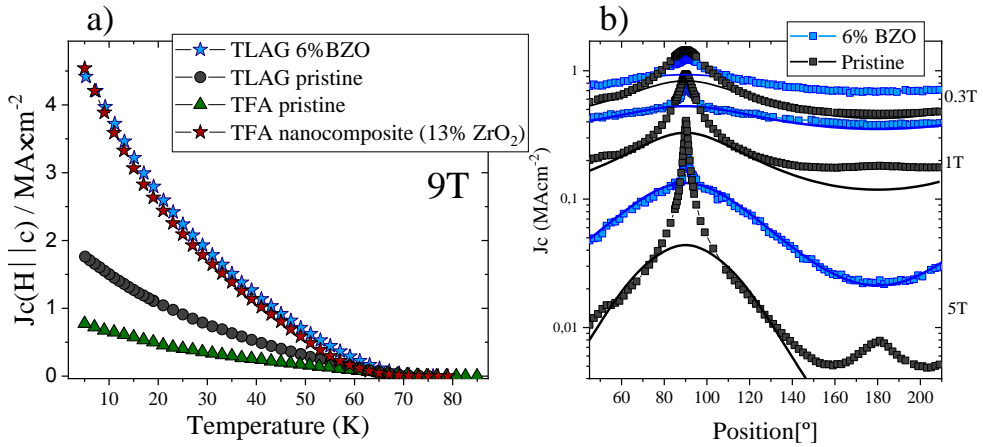 a)
TLAG 6%BZO
TLAG pristine
TFA pristine
TFA nanocomposite (13% ZrO₂)
9T
Jc(H||c) / MA×cm-2
4
3
2
1
0
10 20 30 40 50 60 70 80
Temperature (K)
b)
6% BZO
Pristine
Jc (MAcm-2)
1
0.1
0,01
0.3T
1T
5T
60 80 100 120 140 160 180 200
Position[º]